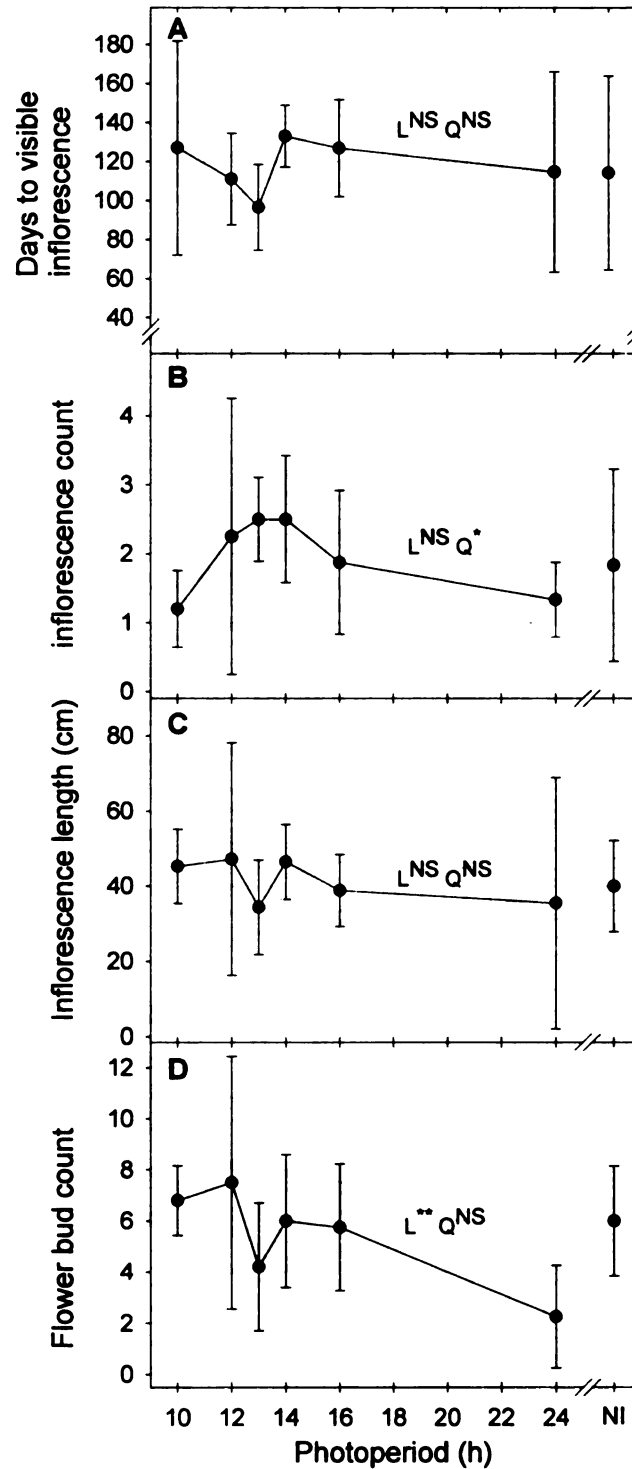 A
180
160
140
120
100
80
60
40
Days to visible
inflorescence
L^NS Q^NS
B
4
3
2
1
0
inflorescence count
L^NS Q^*
C
80
60
40
20
0
Inflorescence length (cm)
L^NS Q^NS
D
12
10
8
6
4
2
0
Flower bud count
L^** Q^NS
10 12 14 16 18 20 22 24 NI
Photoperiod (h)